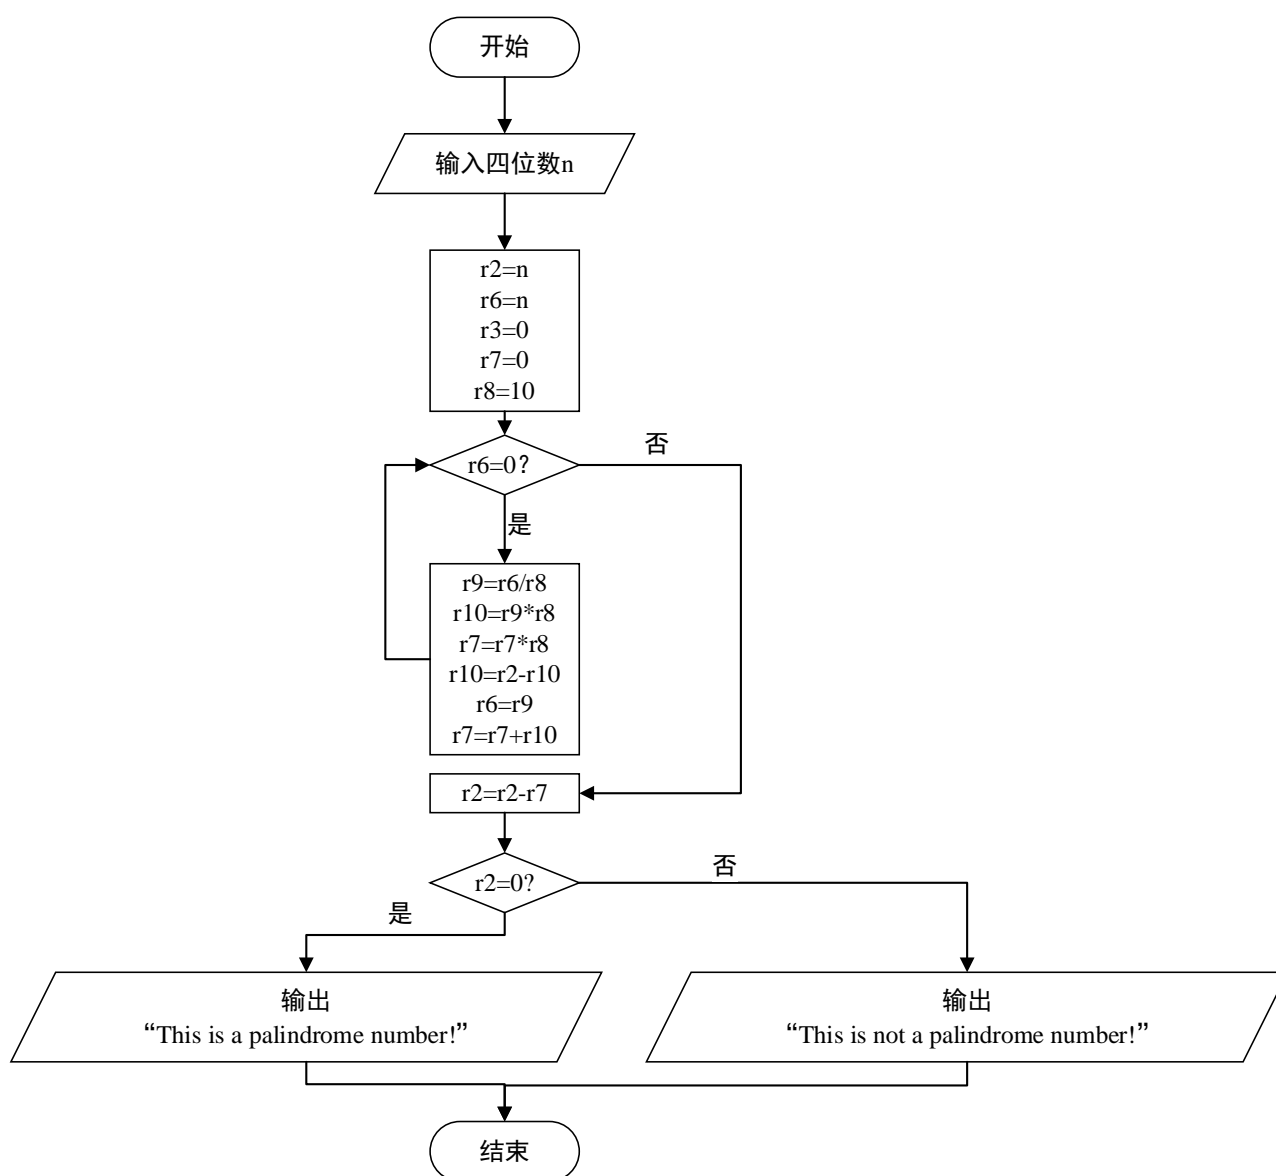 开始
输入四位数n
r2=n
r6=n
r3=0
r7=0
r8=10
r6=0?
否
是
r9=r6/r8
r10=r9*r8
r7=r7*r8
r10=r2-r10
r6=r9
r7=r7+r10
r2=r2-r7
r2=0?
否
是
输出
“This is a palindrome number!”
输出
“This is not a palindrome number!”
结束